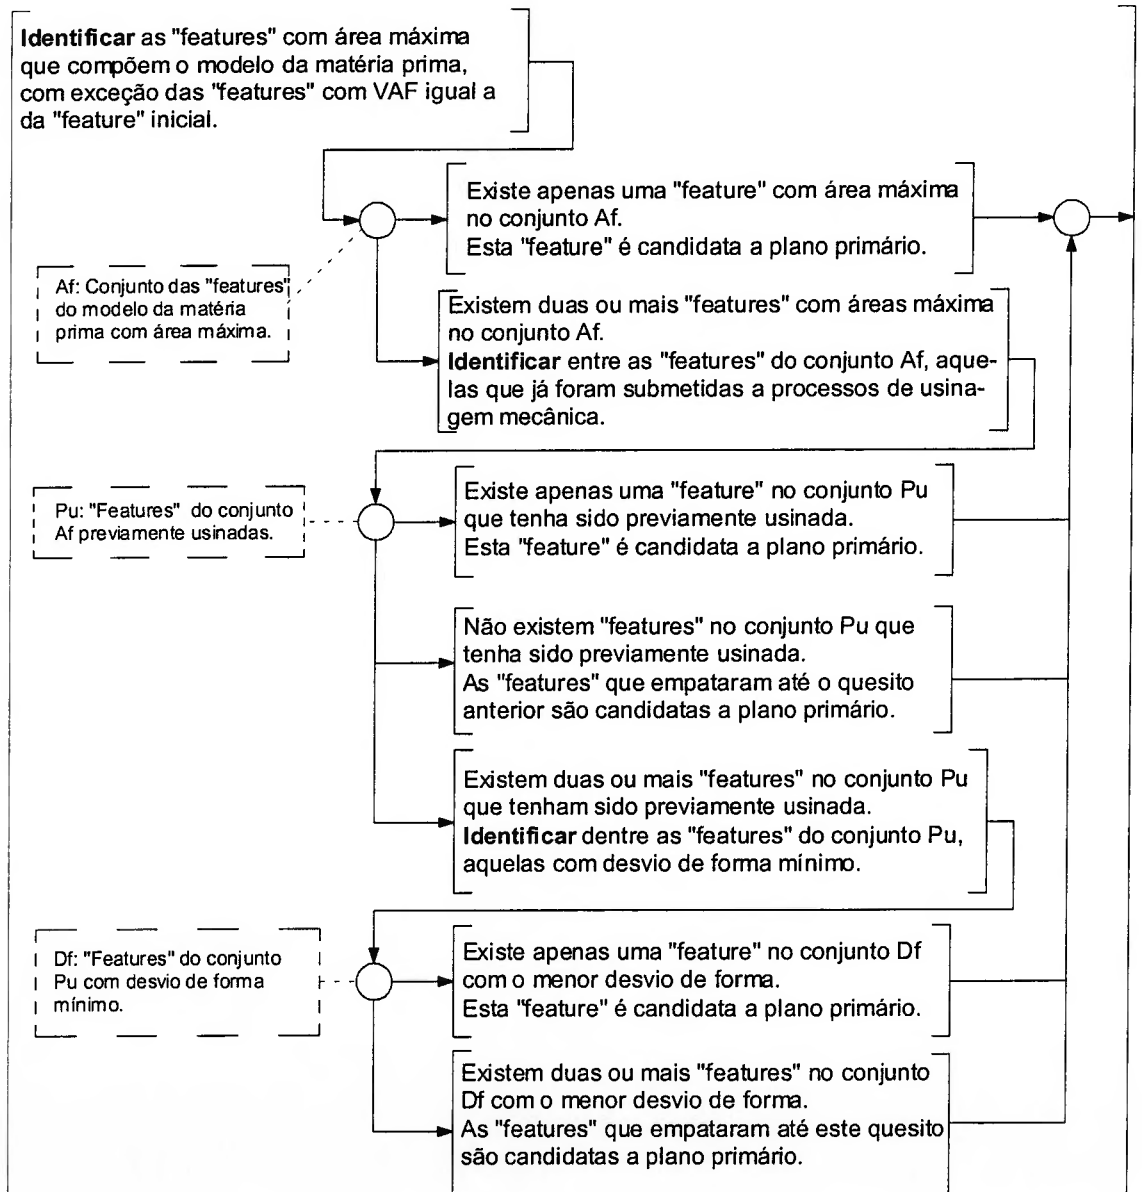 Identificar as "features" com área máxima
que compõem o modelo da matéria prima,
com exceção das "features" com VAF igual a
da "feature" inicial.
Existe apenas uma "feature" com área máxima
no conjunto Af.
Esta "feature" é candidata a plano primário.
Af: Conjunto das "features"
do modelo da matéria
prima com área máxima.
Existem duas ou mais "features" com áreas máxima
no conjunto Af.
Identificar entre as "features" do conjunto Af, aque-
las que já foram submetidas a processos de usina-
gem mecânica.
Pu: "Features" do conjunto
Af previamente usinadas.
Existe apenas uma "feature" no conjunto Pu
que tenha sido previamente usinada.
Esta "feature" é candidata a plano primário.
Não existem "features" no conjunto Pu que
tenha sido previamente usinada.
As "features" que empataram até o quesito
anterior são candidatas a plano primário.
Existem duas ou mais "features" no conjunto Pu
que tenham sido previamente usinada.
Identificar dentre as "features" do conjunto Pu,
aquelas com desvio de forma mínimo.
Df: "Features" do conjunto
Pu com desvio de forma
mínimo.
Existe apenas uma "feature" no conjunto Df
com o menor desvio de forma.
Esta "feature" é candidata a plano primário.
Existem duas ou mais "features" no conjunto
Df com o menor desvio de forma.
As "features" que empataram até este quesito
são candidatas a plano primário.